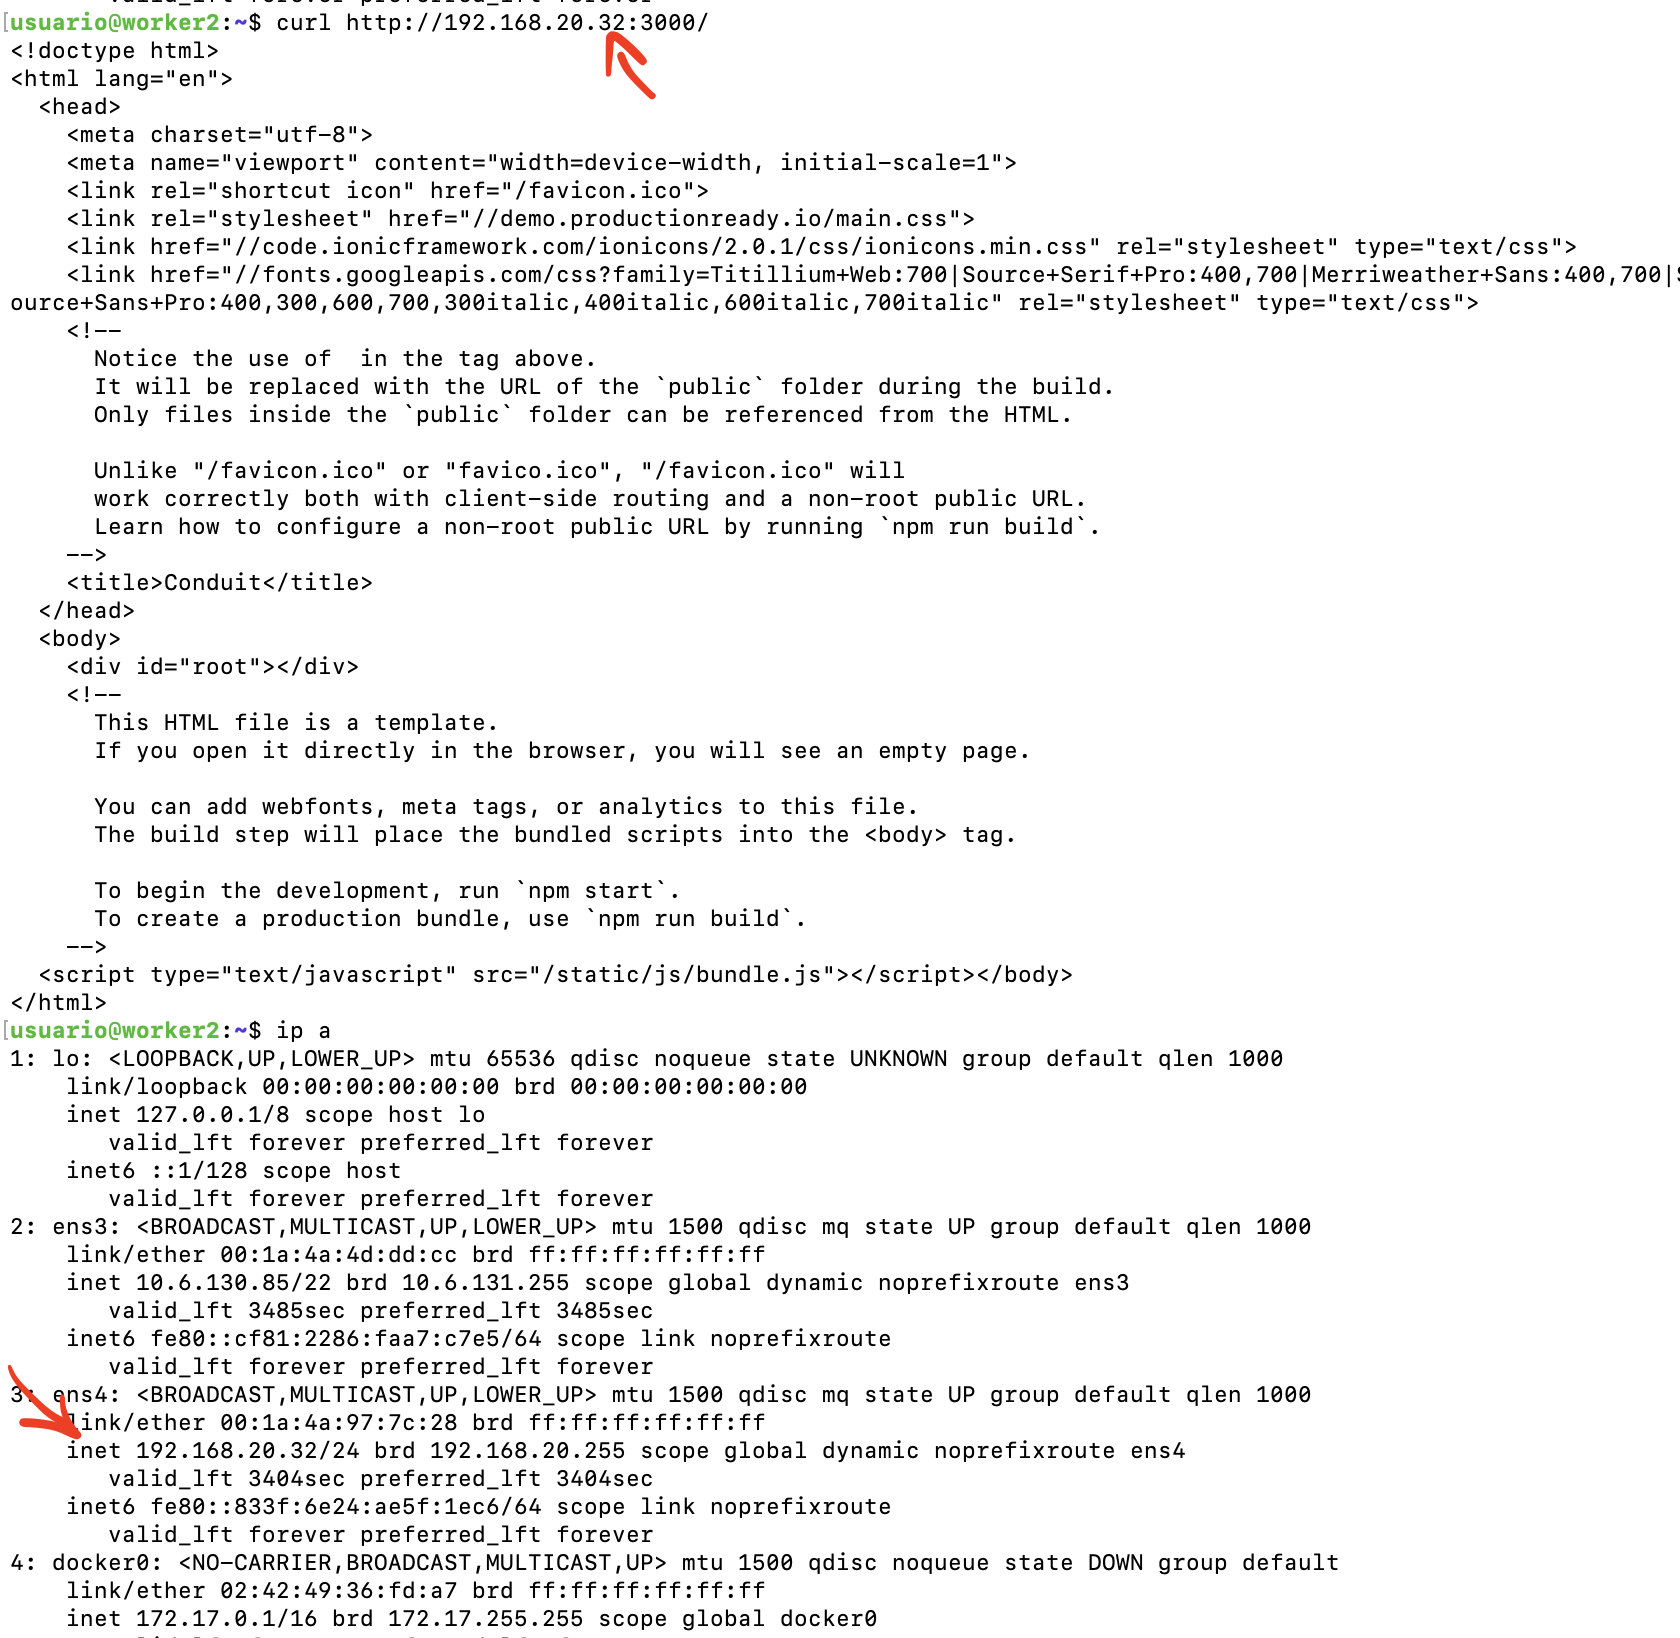 usuario@worker2:~$ curl http://192.168.20.32:3000/
<!doctype html>
<html lang="en">
  <head>
    <meta charset="utf-8">
    <meta name="viewport" content="width=device-width, initial-scale=1">
    <link rel="shortcut icon" href="/favicon.ico">
    <link rel="stylesheet" href="//demo.productionready.io/main.css">
    <link href="//code.ionicframework.com/ionicons/2.0.1/css/ionicons.min.css" rel="stylesheet" type="text/css">
    <link href="//fonts.googleapis.com/css?family=Titillium+Web:700|Source+Serif+Pro:400,700|Merriweather+Sans:400,700|S
ource+Sans+Pro:400,300,600,700,300italic,400italic,600italic,700italic" rel="stylesheet" type="text/css">
    <!--
      Notice the use of  in the tag above.
      It will be replaced with the URL of the `public` folder during the build.
      Only files inside the `public` folder can be referenced from the HTML.

      Unlike "/favicon.ico" or "favico.ico", "/favicon.ico" will
      work correctly both with client-side routing and a non-root public URL.
      Learn how to configure a non-root public URL by running `npm run build`.
    -->
    <title>Conduit</title>
  </head>
  <body>
    <div id="root"></div>
    <!--
      This HTML file is a template.
      If you open it directly in the browser, you will see an empty page.

      You can add webfonts, meta tags, or analytics to this file.
      The build step will place the bundled scripts into the <body> tag.

      To begin the development, run `npm start`.
      To create a production bundle, use `npm run build`.
    -->
  <script type="text/javascript" src="/static/js/bundle.js"></script></body>
</html>
usuario@worker2:~$ ip a
1: lo: <LOOPBACK,UP,LOWER_UP> mtu 65536 qdisc noqueue state UNKNOWN group default qlen 1000
    link/loopback 00:00:00:00:00:00 brd 00:00:00:00:00:00
    inet 127.0.0.1/8 scope host lo
       valid_lft forever preferred_lft forever
    inet6 ::1/128 scope host
       valid_lft forever preferred_lft forever
2: ens3: <BROADCAST,MULTICAST,UP,LOWER_UP> mtu 1500 qdisc mq state UP group default qlen 1000
    link/ether 00:1a:4a:4d:dd:cc brd ff:ff:ff:ff:ff:ff
    inet 10.6.130.85/22 brd 10.6.131.255 scope global dynamic noprefixroute ens3
       valid_lft 3485sec preferred_lft 3485sec
    inet6 fe80::cf81:2286:faa7:c7e5/64 scope link noprefixroute
       valid_lft forever preferred_lft forever
3: ens4: <BROADCAST,MULTICAST,UP,LOWER_UP> mtu 1500 qdisc mq state UP group default qlen 1000
    link/ether 00:1a:4a:97:7c:28 brd ff:ff:ff:ff:ff:ff
    inet 192.168.20.32/24 brd 192.168.20.255 scope global dynamic noprefixroute ens4
       valid_lft 3404sec preferred_lft 3404sec
    inet6 fe80::833f:6e24:ae5f:1ec6/64 scope link noprefixroute
       valid_lft forever preferred_lft forever
4: docker0: <NO-CARRIER,BROADCAST,MULTICAST,UP> mtu 1500 qdisc noqueue state DOWN group default
    link/ether 02:42:49:36:fd:a7 brd ff:ff:ff:ff:ff:ff
    inet 172.17.0.1/16 brd 172.17.255.255 scope global docker0